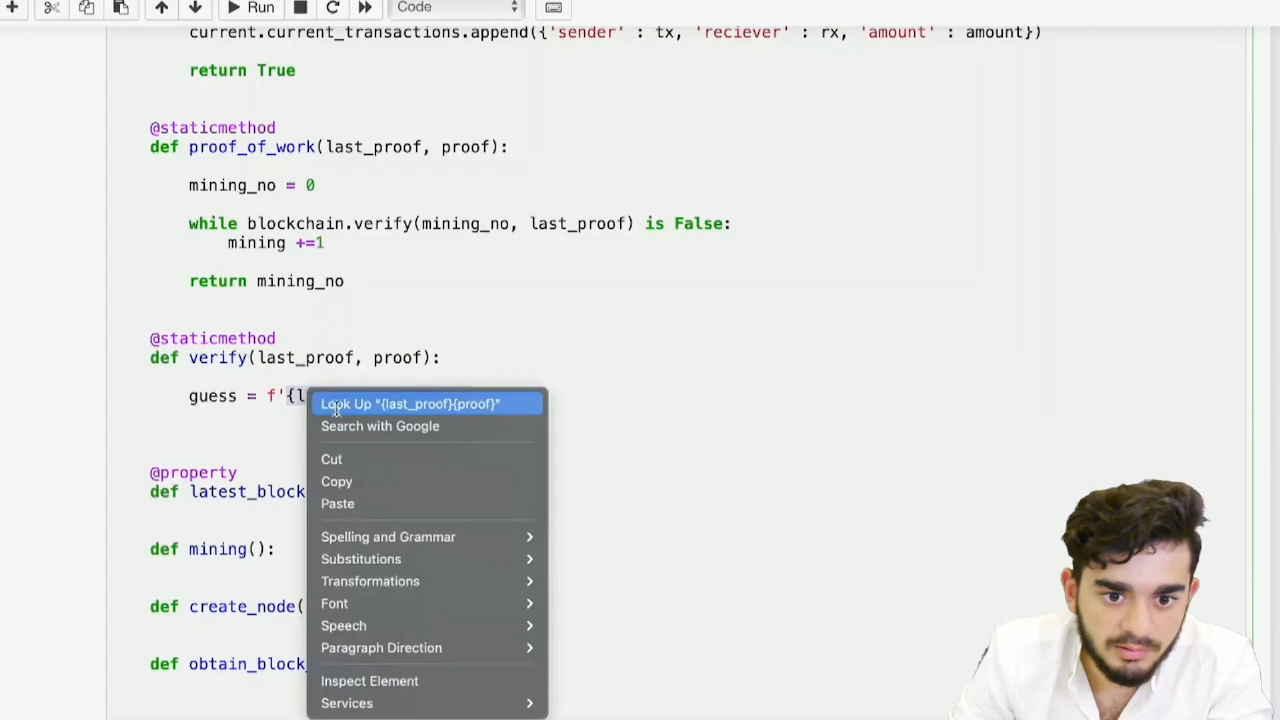 Run
Code
current.current_transactions.append({'sender' : tx, 'reciever' : rx, 'amount' : amount})
return True
@staticmethod
def proof_of_work(last_proof, proof):
mining_no = 0
while blockchain.verify(mining_no, last_proof) is False:
mining +=1
return mining_no
@staticmethod
def verify(last_proof, proof):
guess = f'{l
Look Up "{last_proof}{proof}"
Search with Google
Cut
Copy
Paste
Spelling and Grammar
Substitutions
Transformations
Font
Speech
Paragraph Direction
Inspect Element
Services
@property
def latest_block
def mining():
def create_node(
def obtain_block_